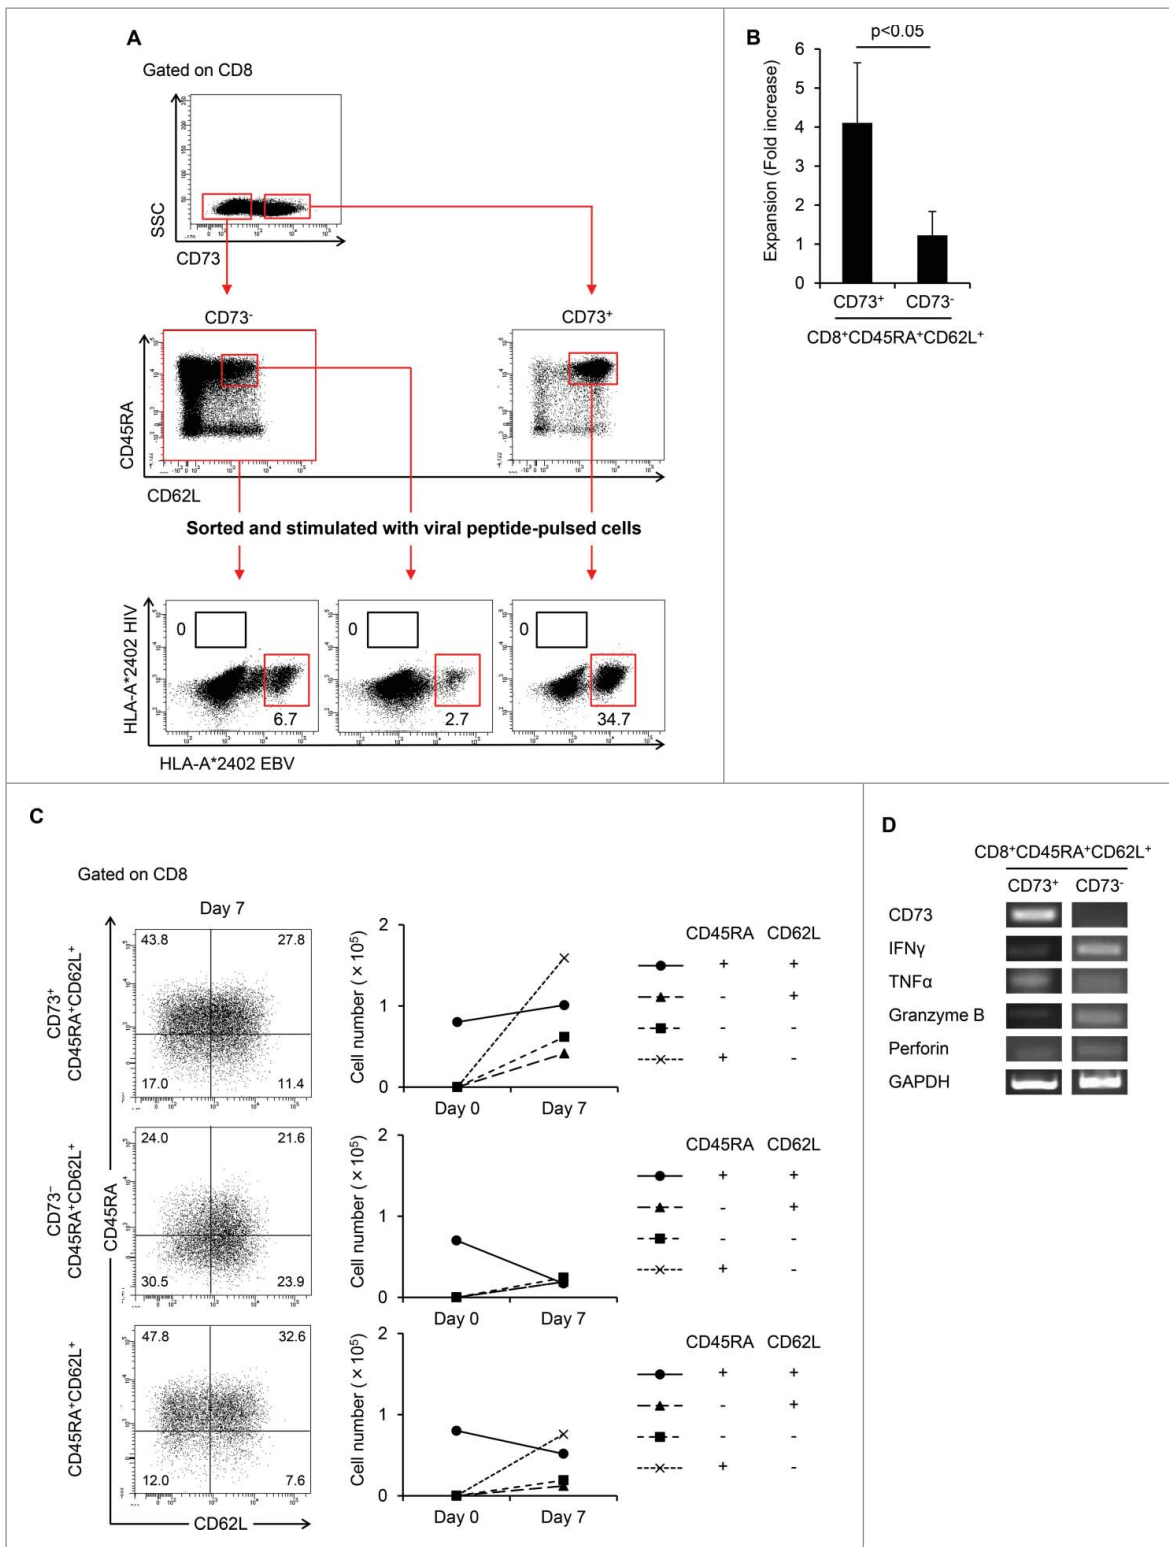 A
Gated on CD8
SSC
CD73
CD73-
CD73+
CD45RA
CD62L
Sorted and stimulated with viral peptide-pulsed cells
HLA-A*2402 HIV
0
6.7
0
2.7
0
34.7
HLA-A*2402 EBV
B
p<0.05
Expansion (Fold increase)
6
5
4
3
2
1
0
CD73+ CD73-
CD8+CD45RA+CD62L+
C
Gated on CD8
Day 7
CD73+
CD45RA+CD62L+
43.8 27.8
17.0 11.4
Cell number (×10⁵)
2
1
0
Day 0 Day 7
CD45RA CD62L
+ +
- +
- -
+ -
CD73-
CD45RA+CD62L+
CD45RA
24.0 21.6
30.5 23.9
Cell number (×10⁵)
2
1
0
Day 0 Day 7
CD45RA CD62L
+ +
- +
- -
+ -
CD45RA+CD62L+
47.8 32.6
12.0 7.6
CD62L
Cell number (×10⁵)
2
1
0
Day 0 Day 7
CD45RA CD62L
+ +
- +
- -
+ -
D
CD8+CD45RA+CD62L+
CD73+ CD73-
CD73
IFNγ
TNFα
Granzyme B
Perforin
GAPDH